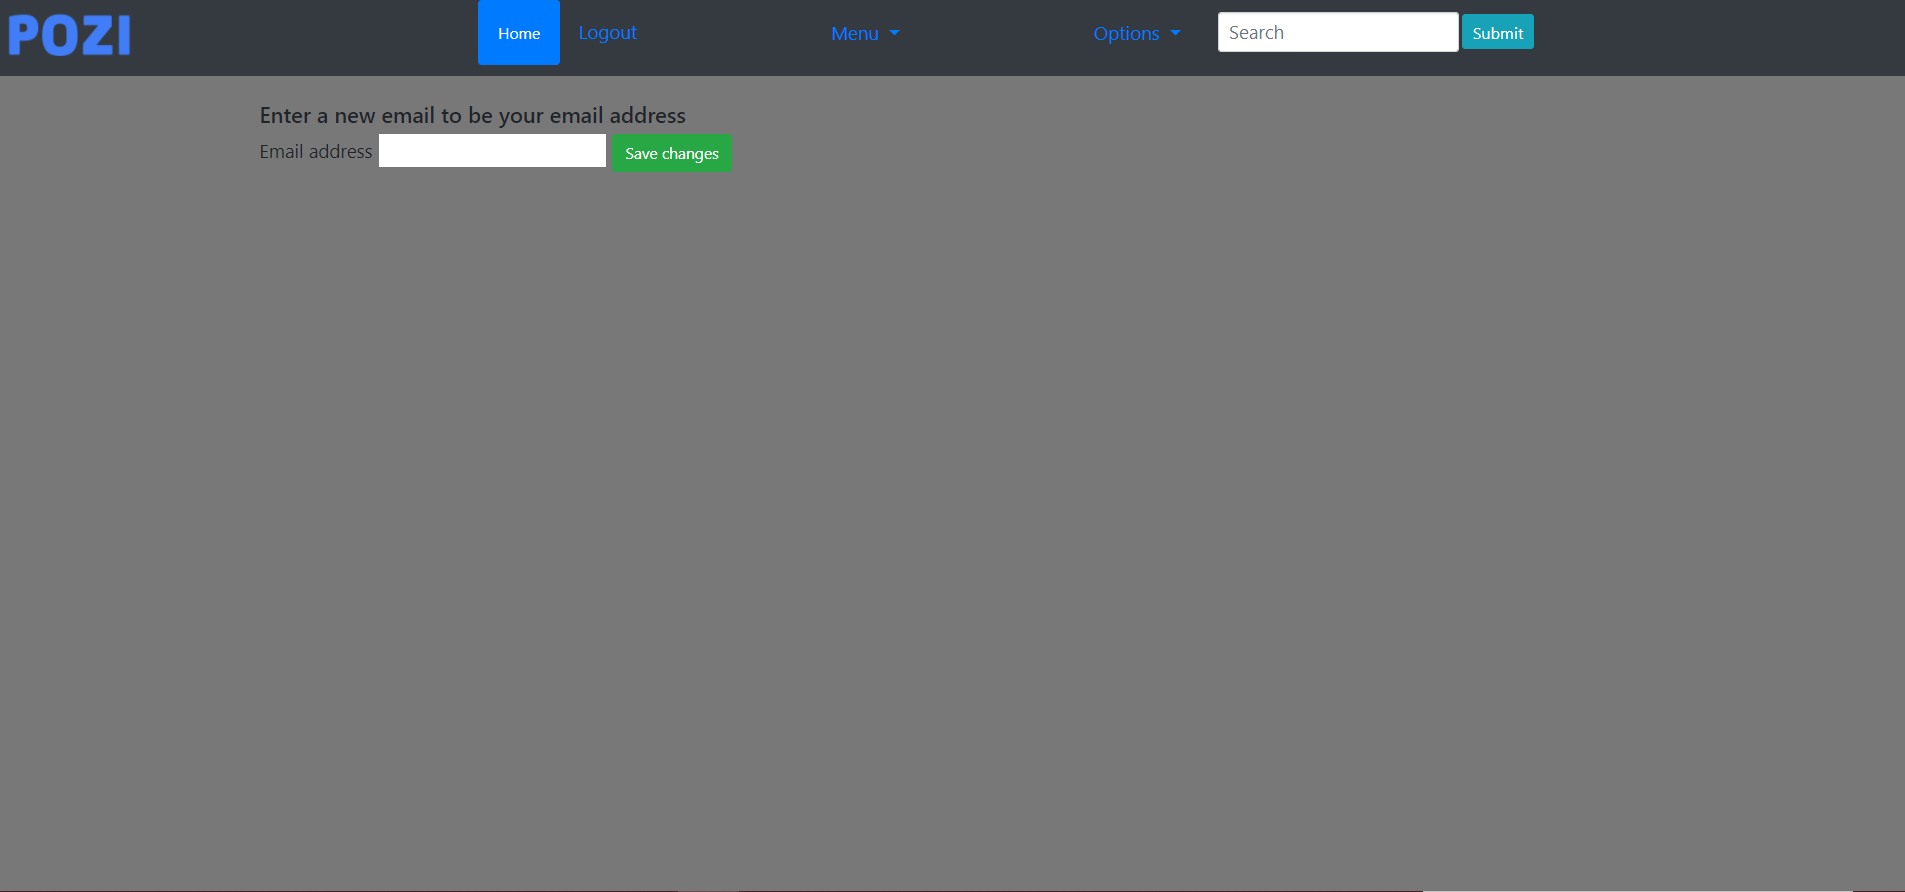 POZI
Home Logout Menu Options Search Submit
Enter a new email to be your email address
Email address Save changes